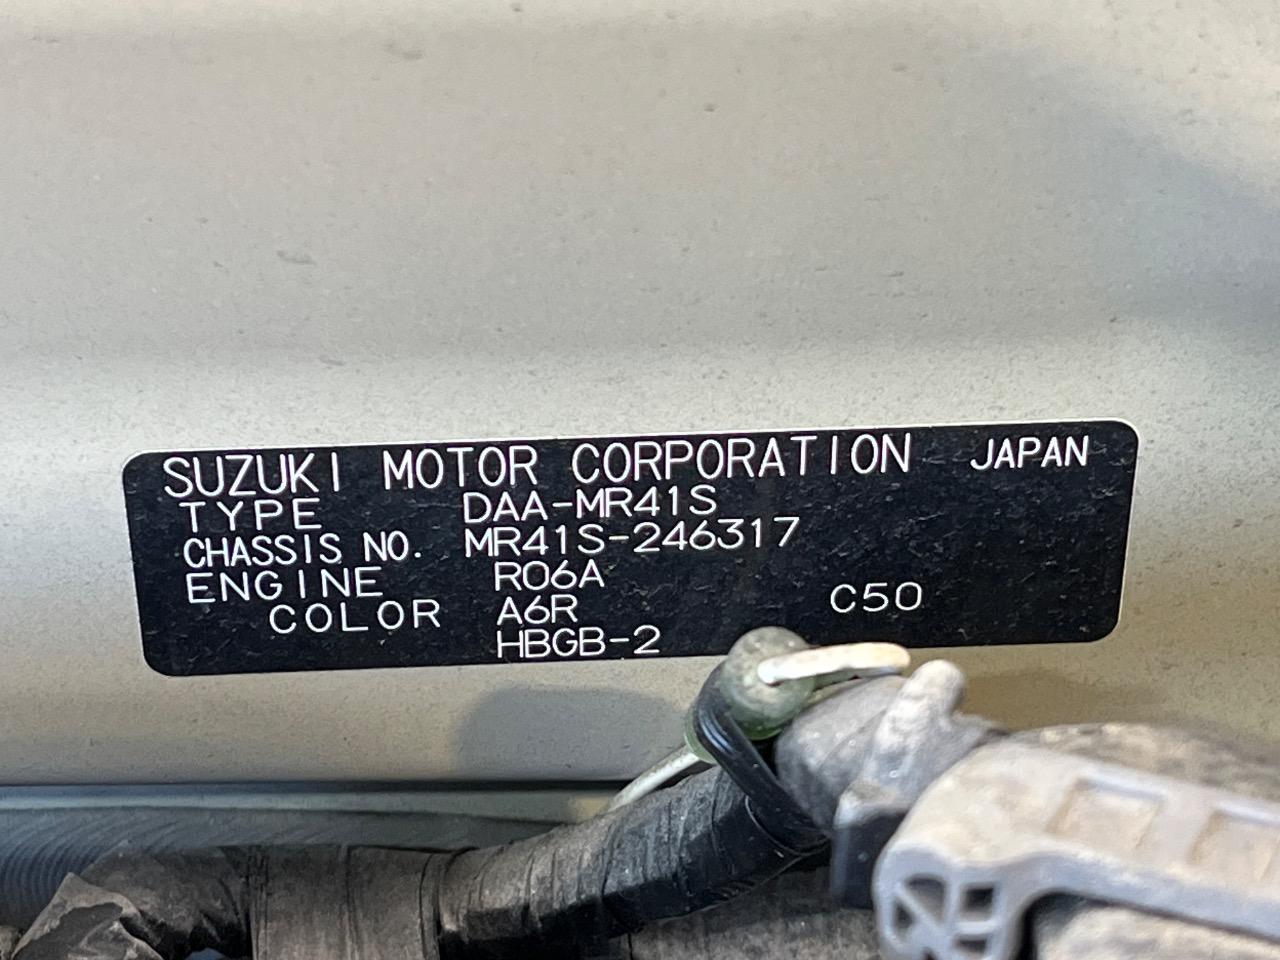 SUZUKI MOTOR CORPORATION JAPAN
TYPE DAA-MR41S
CHASSIS NO. MR41S-246317
ENGINE R06A
COLOR A6R C50
HBGB-2